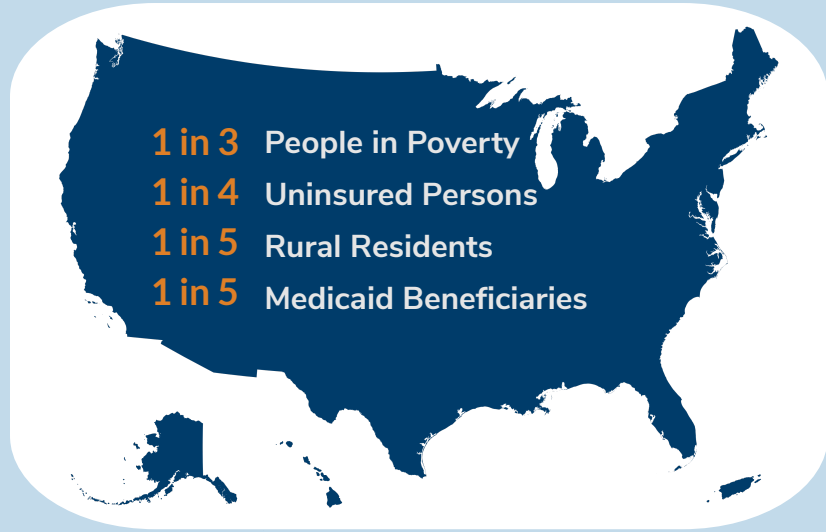 1 in 3 People in Poverty
1 in 4 Uninsured Persons
1 in 5 Rural Residents
1 in 5 Medicaid Beneficiaries